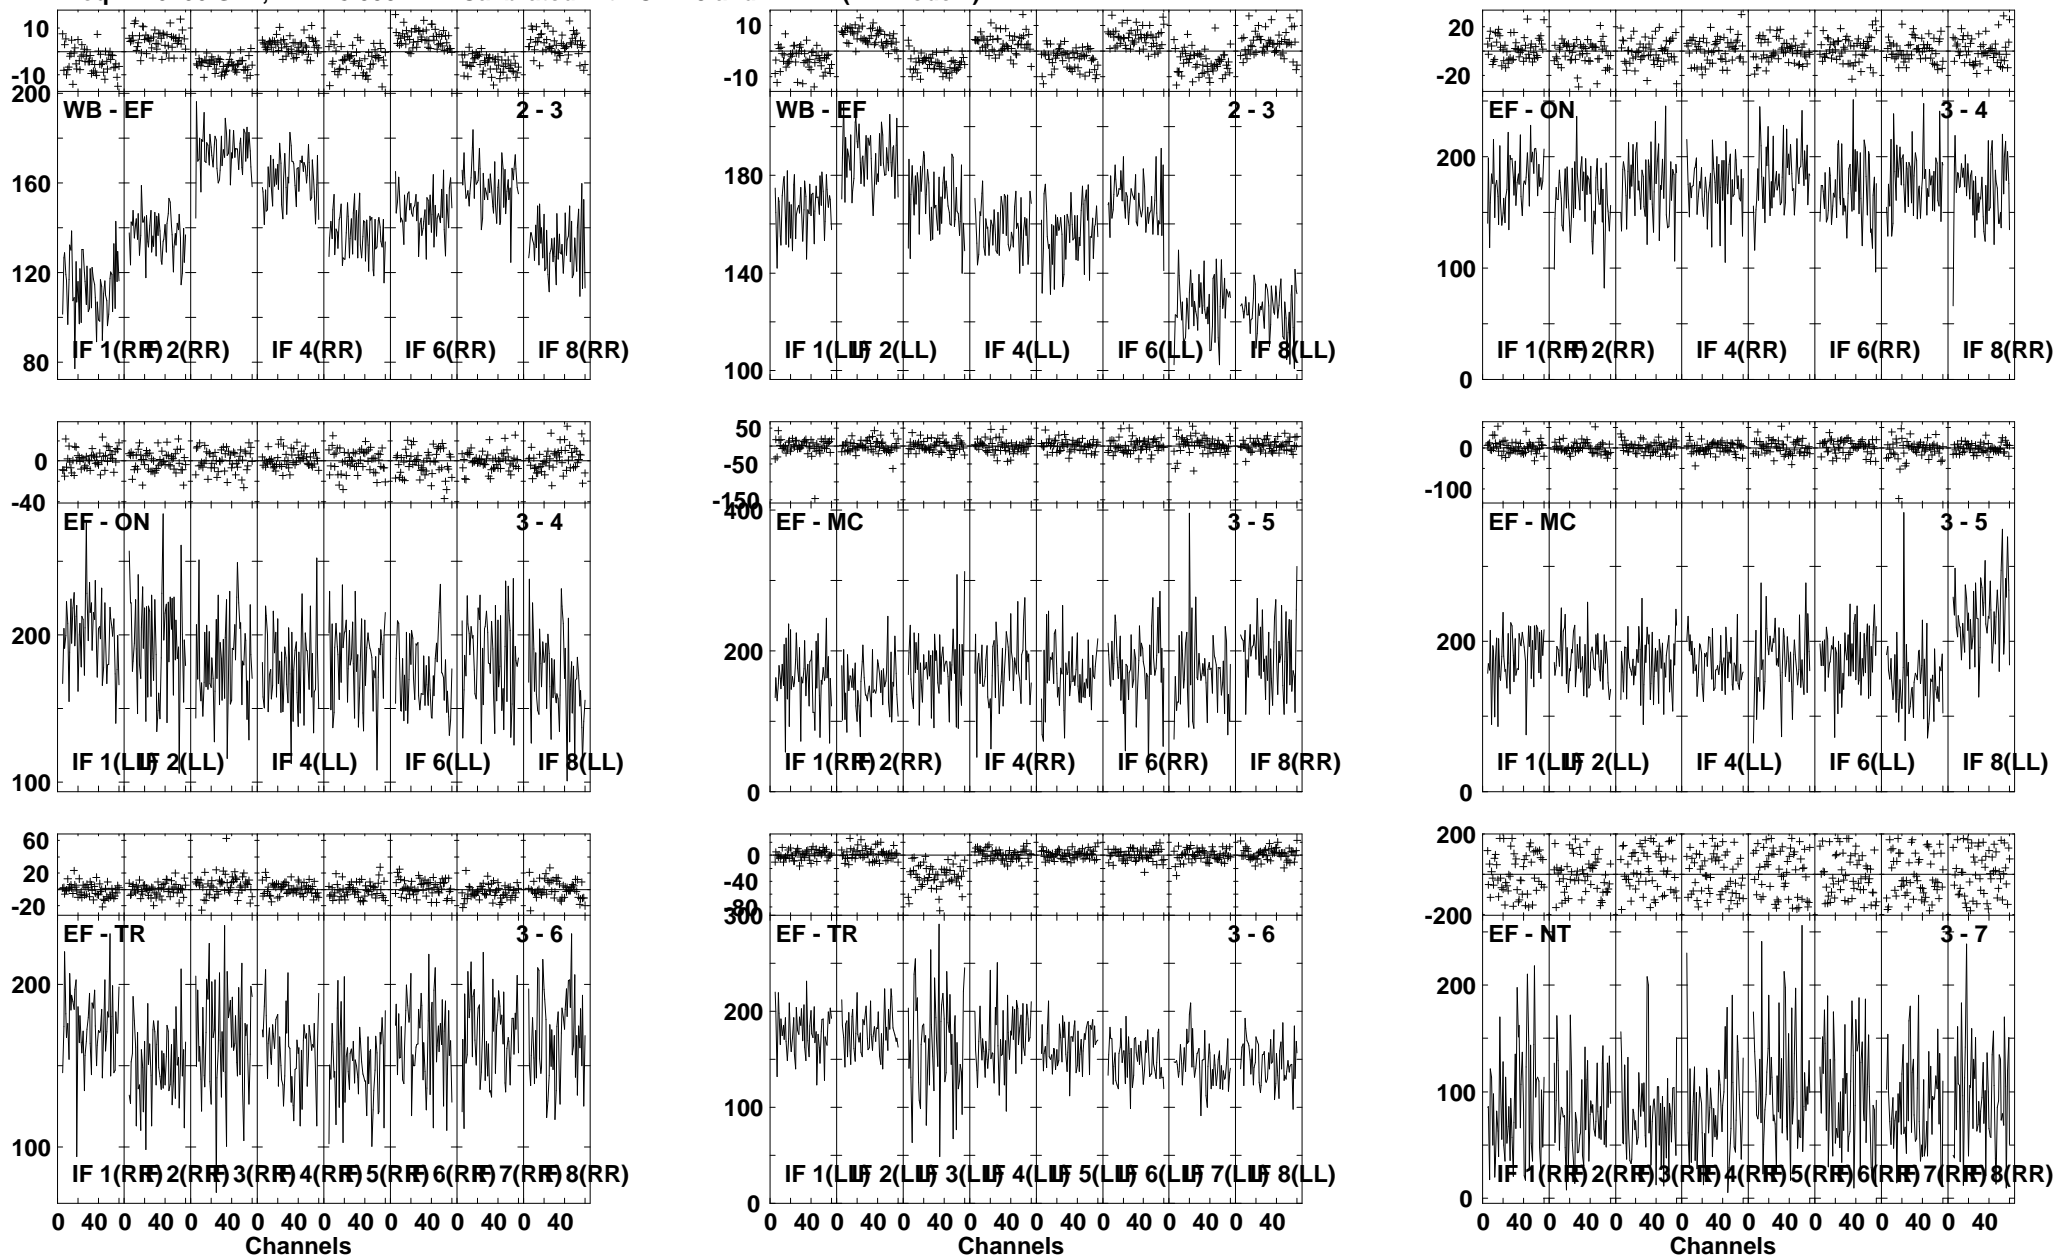 10
-10
200
WB - EF 2 - 3
160
120
80
IF 1(RR) IF 2(RR) IF 4(RR) IF 6(RR) IF 8(RR)
10
-10
WB - EF 2 - 3
180
140
100
IF 1(LL) IF 2(LL) IF 4(LL) IF 6(LL) IF 8(LL)
20
-20
EF - ON 3 - 4
200
100
0
IF 1(RR) IF 2(RR) IF 4(RR) IF 6(RR) IF 8(RR)
0
-40
EF - ON 3 - 4
200
100
IF 1(LL) IF 2(LL) IF 4(LL) IF 6(LL) IF 8(LL)
50
-50
-150
400
EF - MC 3 - 5
200
0
IF 1(RR) IF 2(RR) IF 4(RR) IF 6(RR) IF 8(RR)
0
-100
EF - MC 3 - 5
200
0
IF 1(LL) IF 2(LL) IF 4(LL) IF 6(LL) IF 8(LL)
60
20
-20
EF - TR 3 - 6
200
100
IF 1(RR) IF 2(RR) IF 3(RR) IF 4(RR) IF 5(RR) IF 6(RR) IF 7(RR) IF 8(RR)
0 40 0 40 0 40 0 40 0 40 0 40 0 40 0 40
Channels
0
-40
-80
300
EF - TR 3 - 6
200
100
0
IF 1(LL) IF 2(LL) IF 3(LL) IF 4(LL) IF 5(LL) IF 6(LL) IF 7(LL) IF 8(LL)
0 40 0 40 0 40 0 40 0 40 0 40 0 40 0 40
Channels
200
-200
EF - NT 3 - 7
200
100
0
IF 1(RR) IF 2(RR) IF 3(RR) IF 4(RR) IF 5(RR) IF 6(RR) IF 7(RR) IF 8(RR)
0 40 0 40 0 40 0 40 0 40 0 40 0 40 0 40
Channels